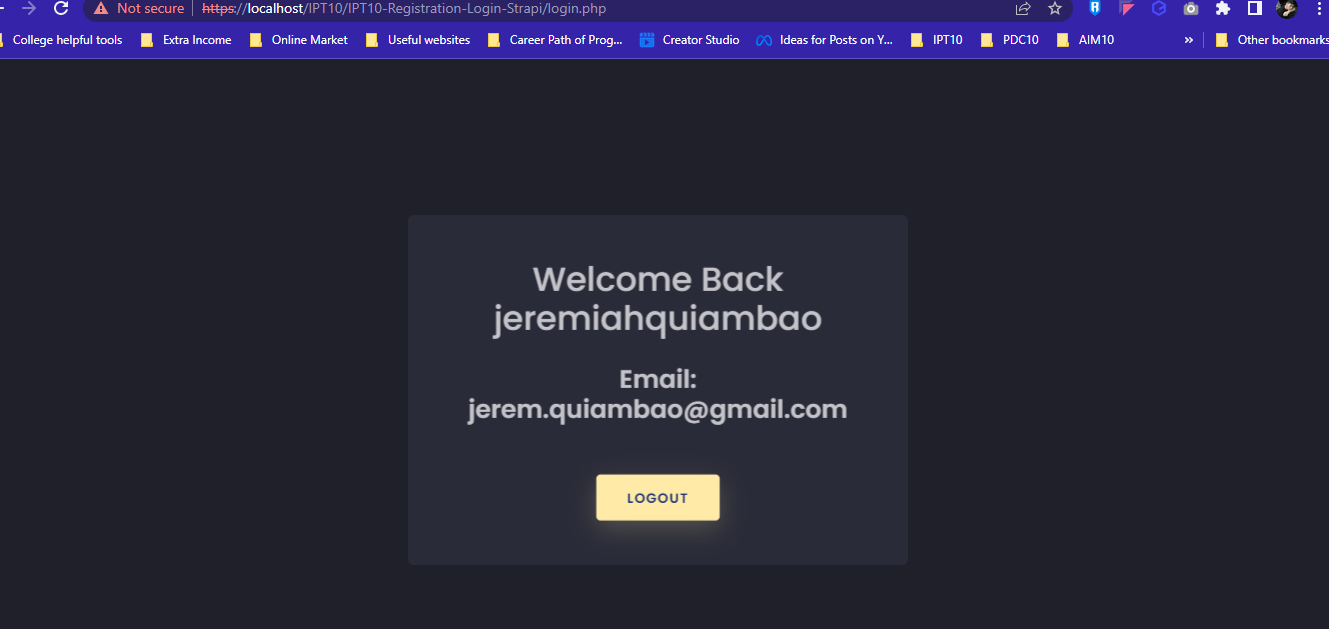 Not secure https://localhost/IPT10/IPT10-Registration-Login-Strapi/login.php
College helpful tools Extra Income Online Market Useful websites Career Path of Prog... Creator Studio Ideas for Posts on Y... IPT10 PDC10 AIM10 » Other bookmarks
Welcome Back
jeremiahquiambao
Email:
jerem.quiambao@gmail.com
LOGOUT